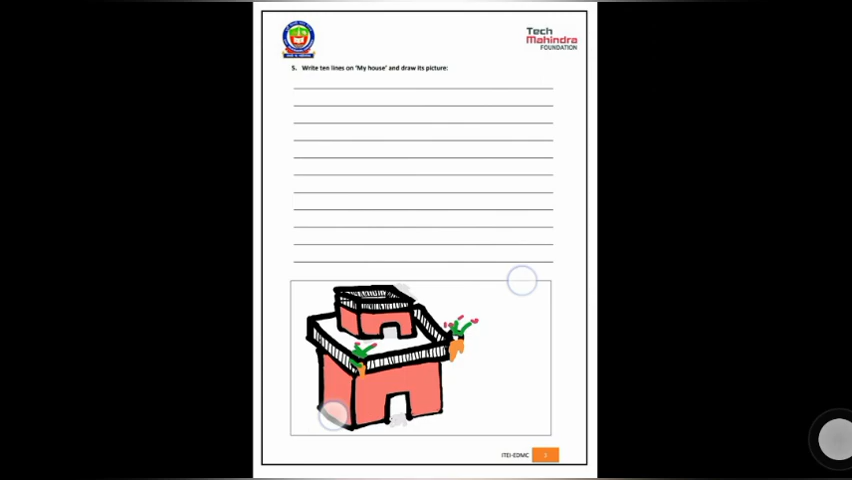 Tech
Mahindra
FOUNDATION
5. Write ten lines on 'My house' and draw its picture:
ITEI-EDMC